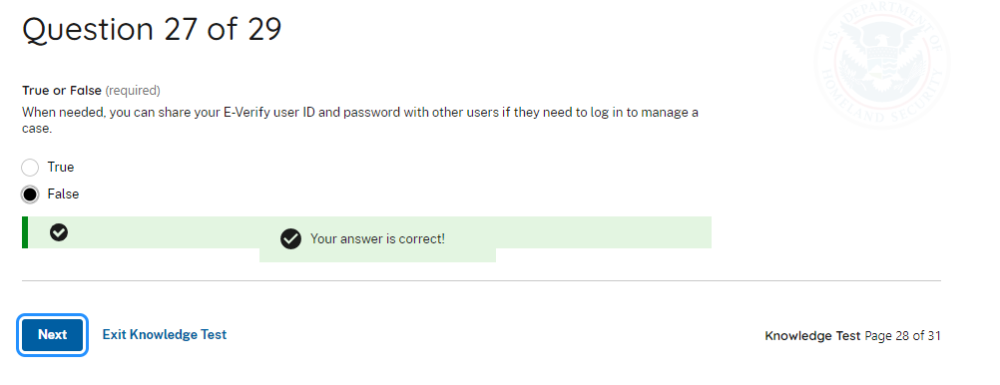 Question 27 of 29
U.S. DEPARTMENT OF HOMELAND SECURITY
True or False (required)
When needed, you can share your E-Verify user ID and password with other users if they need to log in to manage a
case.
True
False
Your answer is correct!
Next
Exit Knowledge Test
Knowledge Test Page 28 of 31